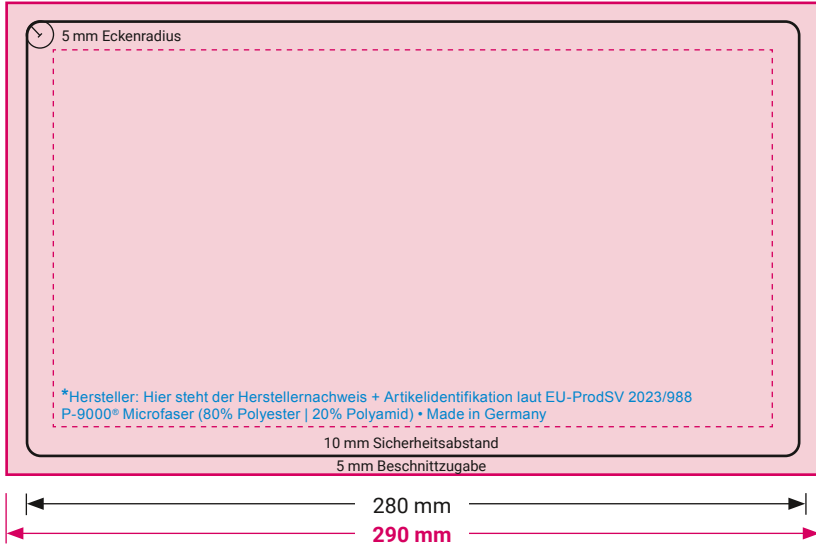 5 mm Eckenradius
*Hersteller: Hier steht der Herstellernachweis + Artikelidentifikation laut EU-ProdSV 2023/988
P-9000® Microfaser (80% Polyester | 20% Polyamid) • Made in Germany
10 mm Sicherheitsabstand
5 mm Beschnittzugabe
280 mm
290 mm